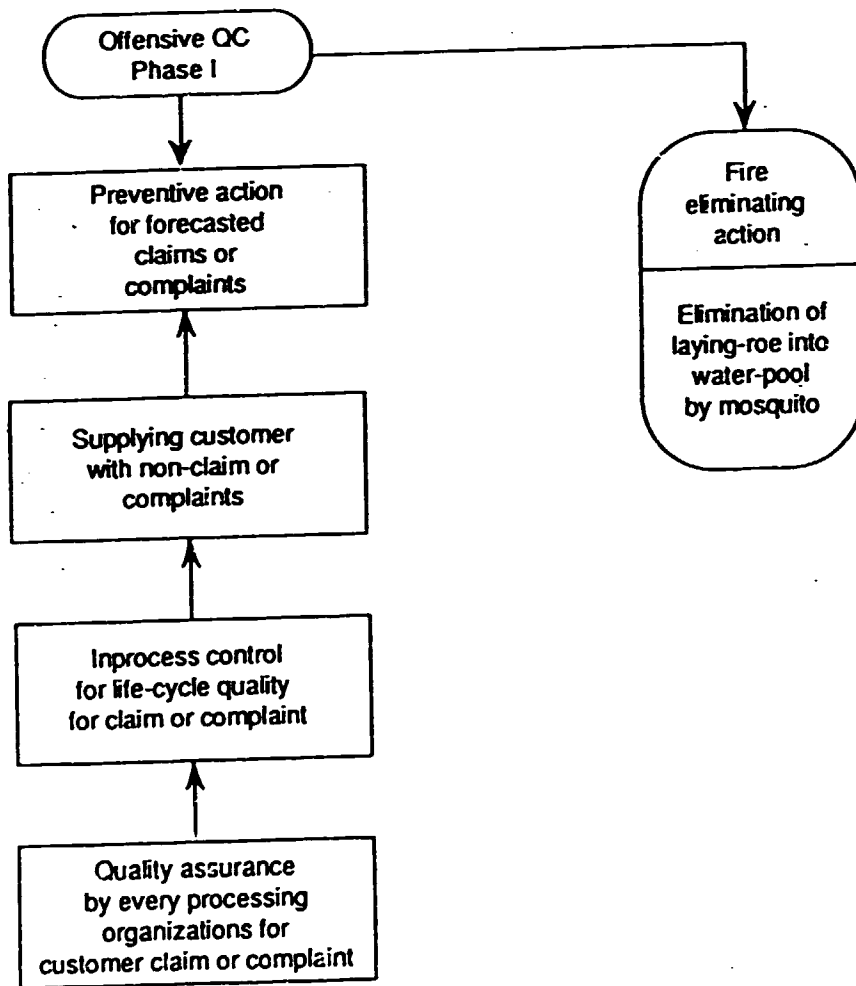 Offensive QC
Phase I
Preventive action
for forecasted
claims or
complaints
Supplying customer
with non-claim or
complaints
Inprocess control
for life-cycle quality
for claim or complaint
Quality assurance
by every processing
organizations for
customer claim or complaint
Fire
eliminating
action
Elimination of
laying-roe into
water-pool
by mosquito